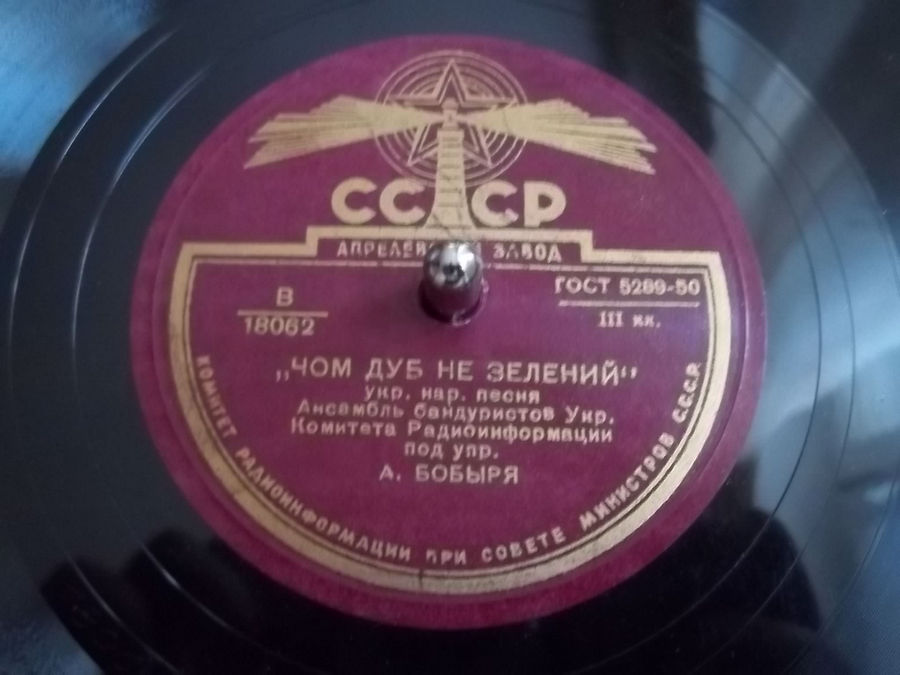 СССР
АПРЕЛЕВСКИЙ ЗАВОД
В
18062
ГОСТ 5289-50
III кл.
„ЧОМ ДУБ НЕ ЗЕЛЕНИЙ“
укр. нар. песня
Ансамбль бандуристов Укр.
Комитета Радиоинформации
под упр.
А. БОБЫРЯ
КОМИТЕТ РАДИОИНФОРМАЦИИ ПРИ СОВЕТЕ МИНИСТРОВ С.С.С.Р.